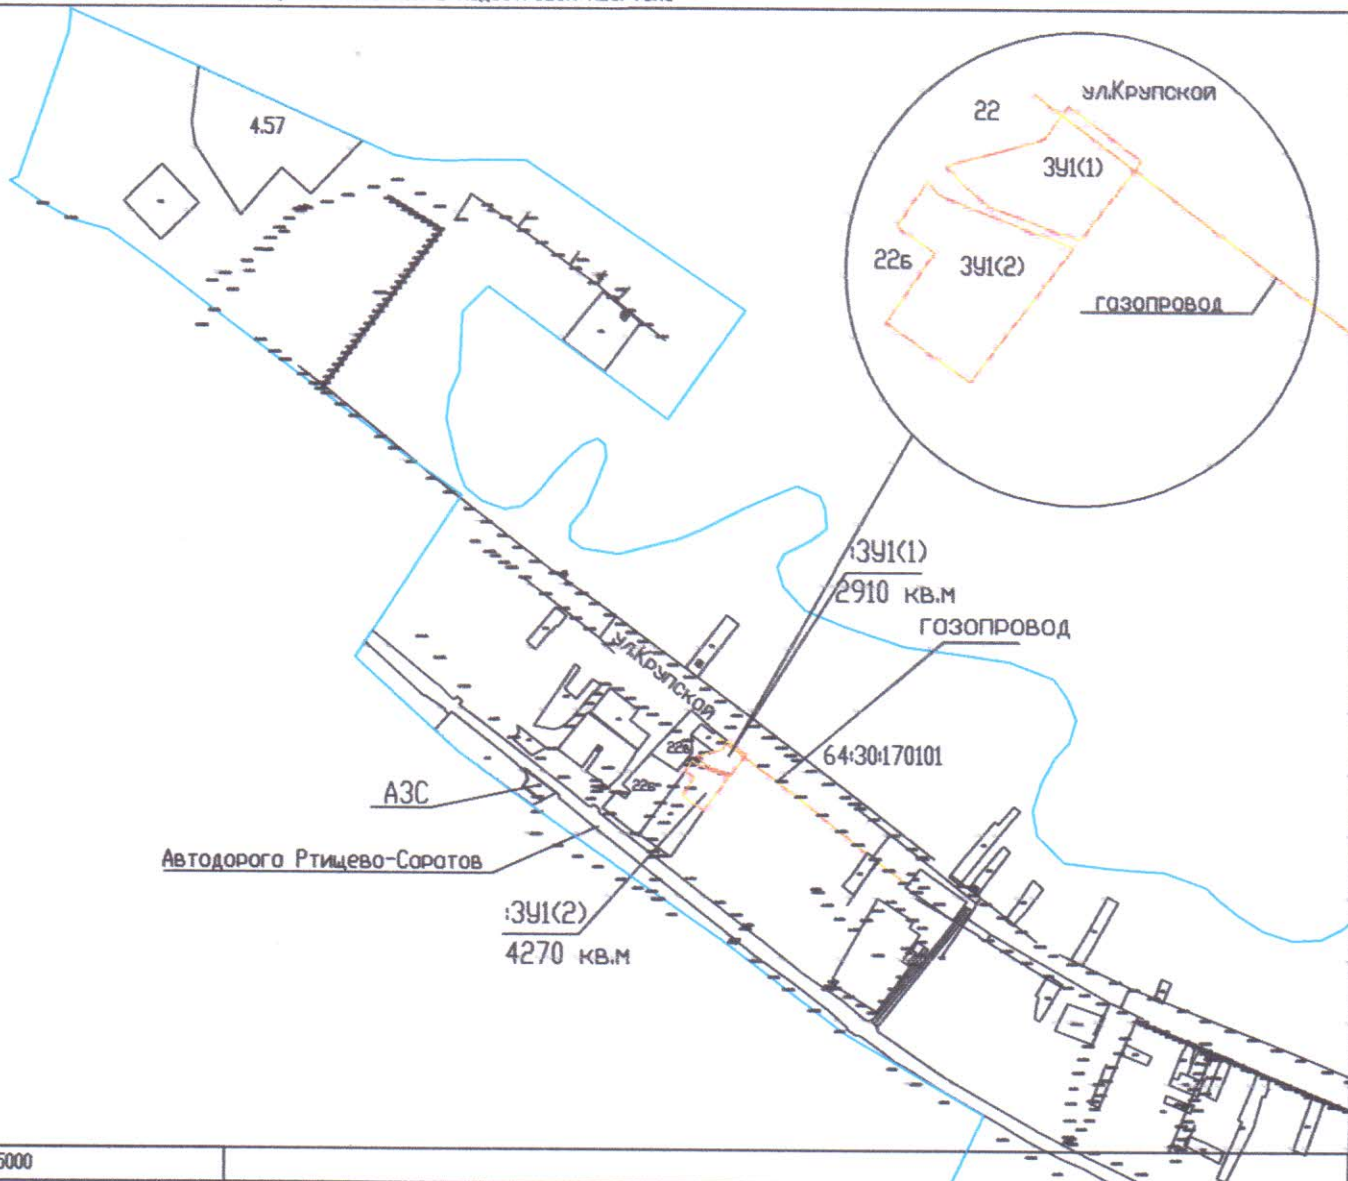 4.57
22
ул.Крупской
ЗУ1(1)
22Б
ЗУ1(2)
газопровод
:ЗУ1(1)
2910 кв.м
газопровод
ул.Крупской
64:30:170101
22Б
АЗС
Автодорога Ртищево-Саратов
:ЗУ1(2)
4270 кв.м
5000